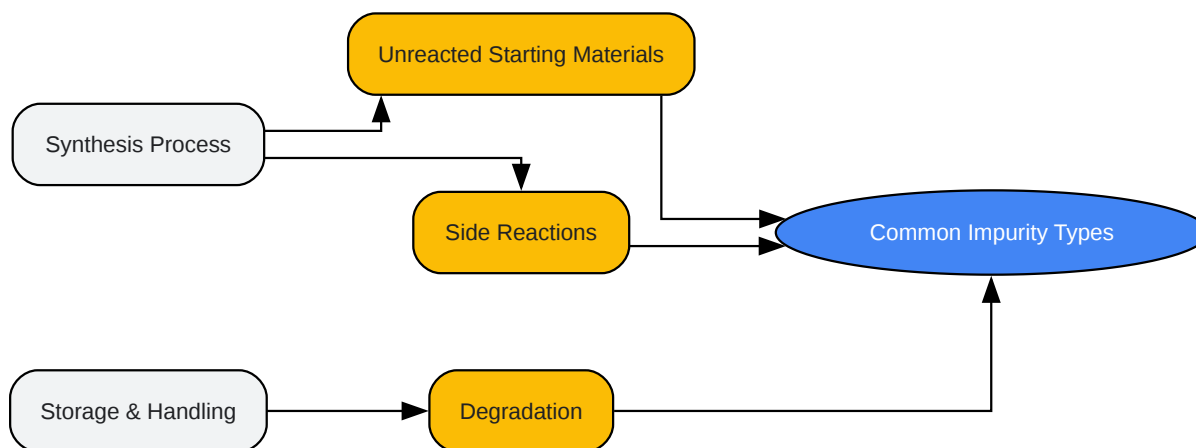 Unreacted Starting Materials
Synthesis Process
Side Reactions
Common Impurity Types
Storage & Handling
Degradation